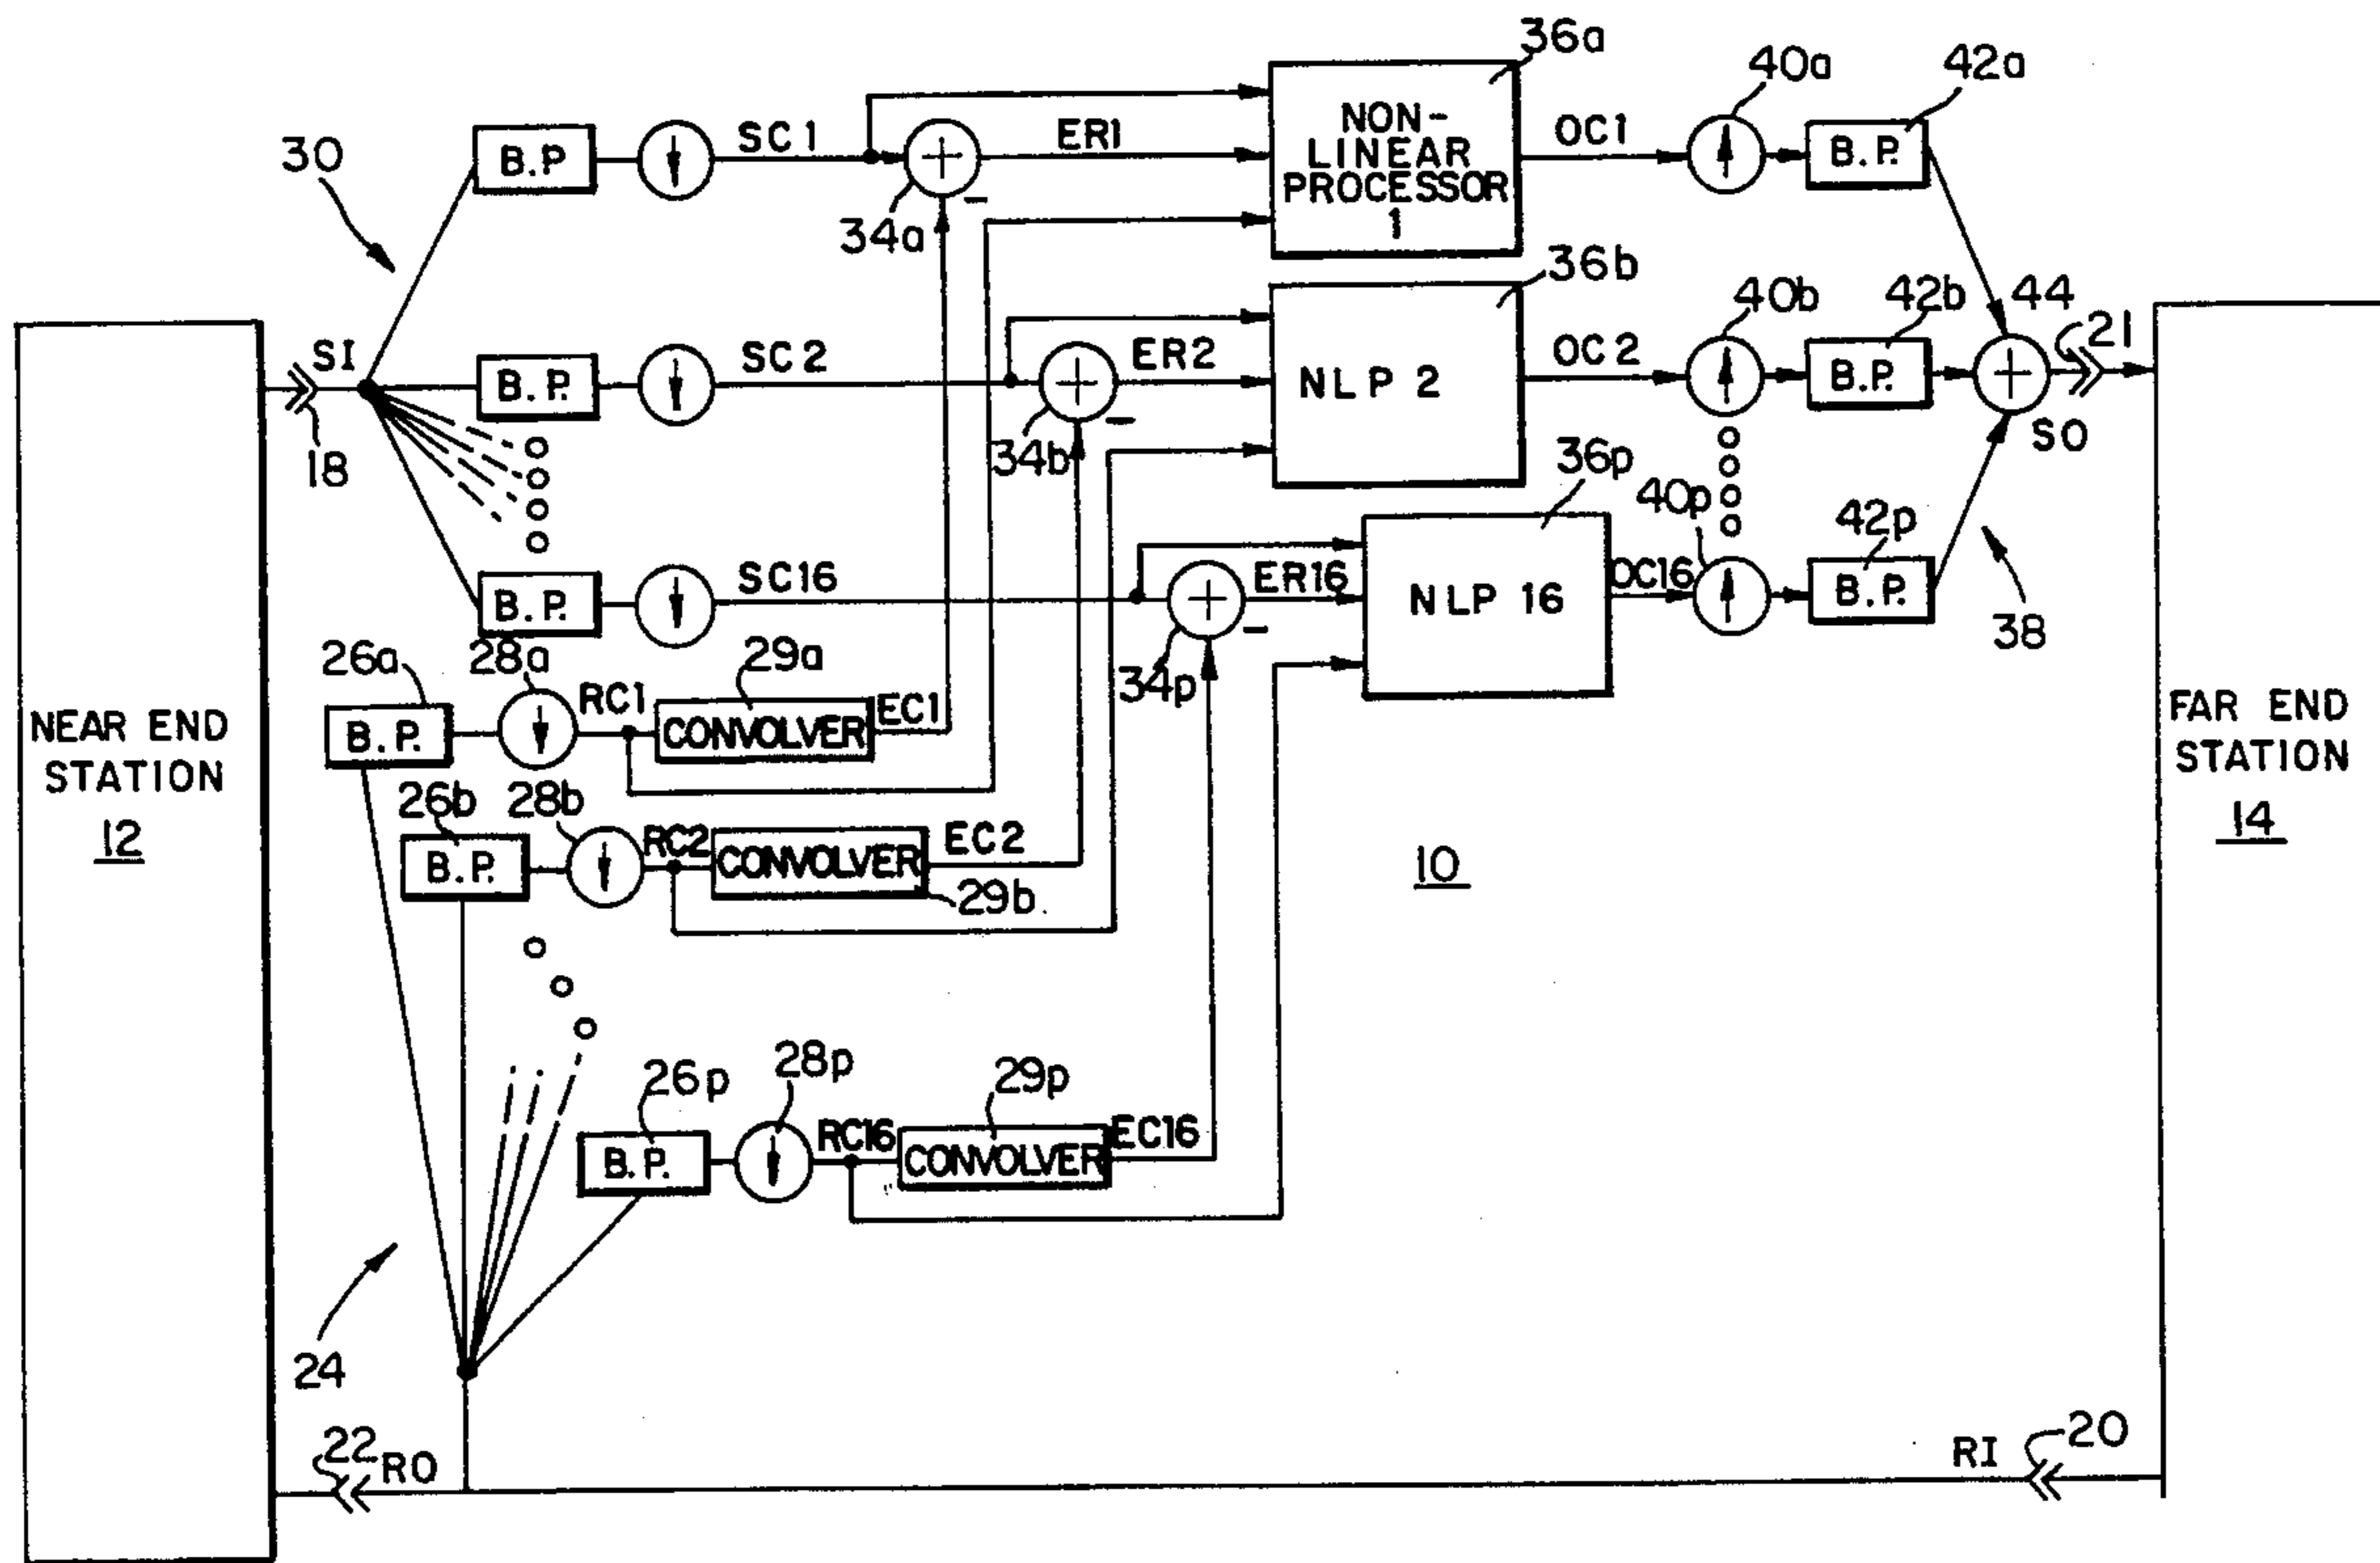 36a
40a
42a
30
B.P
SC1
ER1
NON-
LINEAR
PROCESSOR
1
OC1
B.P.
34a
36b
40b
42b
44
21
SI
B.P.
SC2
ER2
NLP 2
OC2
B.P.
18
34b
SO
36p
40p
42p
B.P.
SC16
ER16
NLP 16
OC16
B.P.
38
34p
26a
28a
29a
B.P.
RC1
CONVOLVER
EC1
NEAR END
STATION
12
FAR END
STATION
14
26b
28b
B.P.
RC2
CONVOLVER
EC2
29b
10
26p
28p
29p
B.P.
RC16
CONVOLVER
EC16
24
22
RO
RI
20